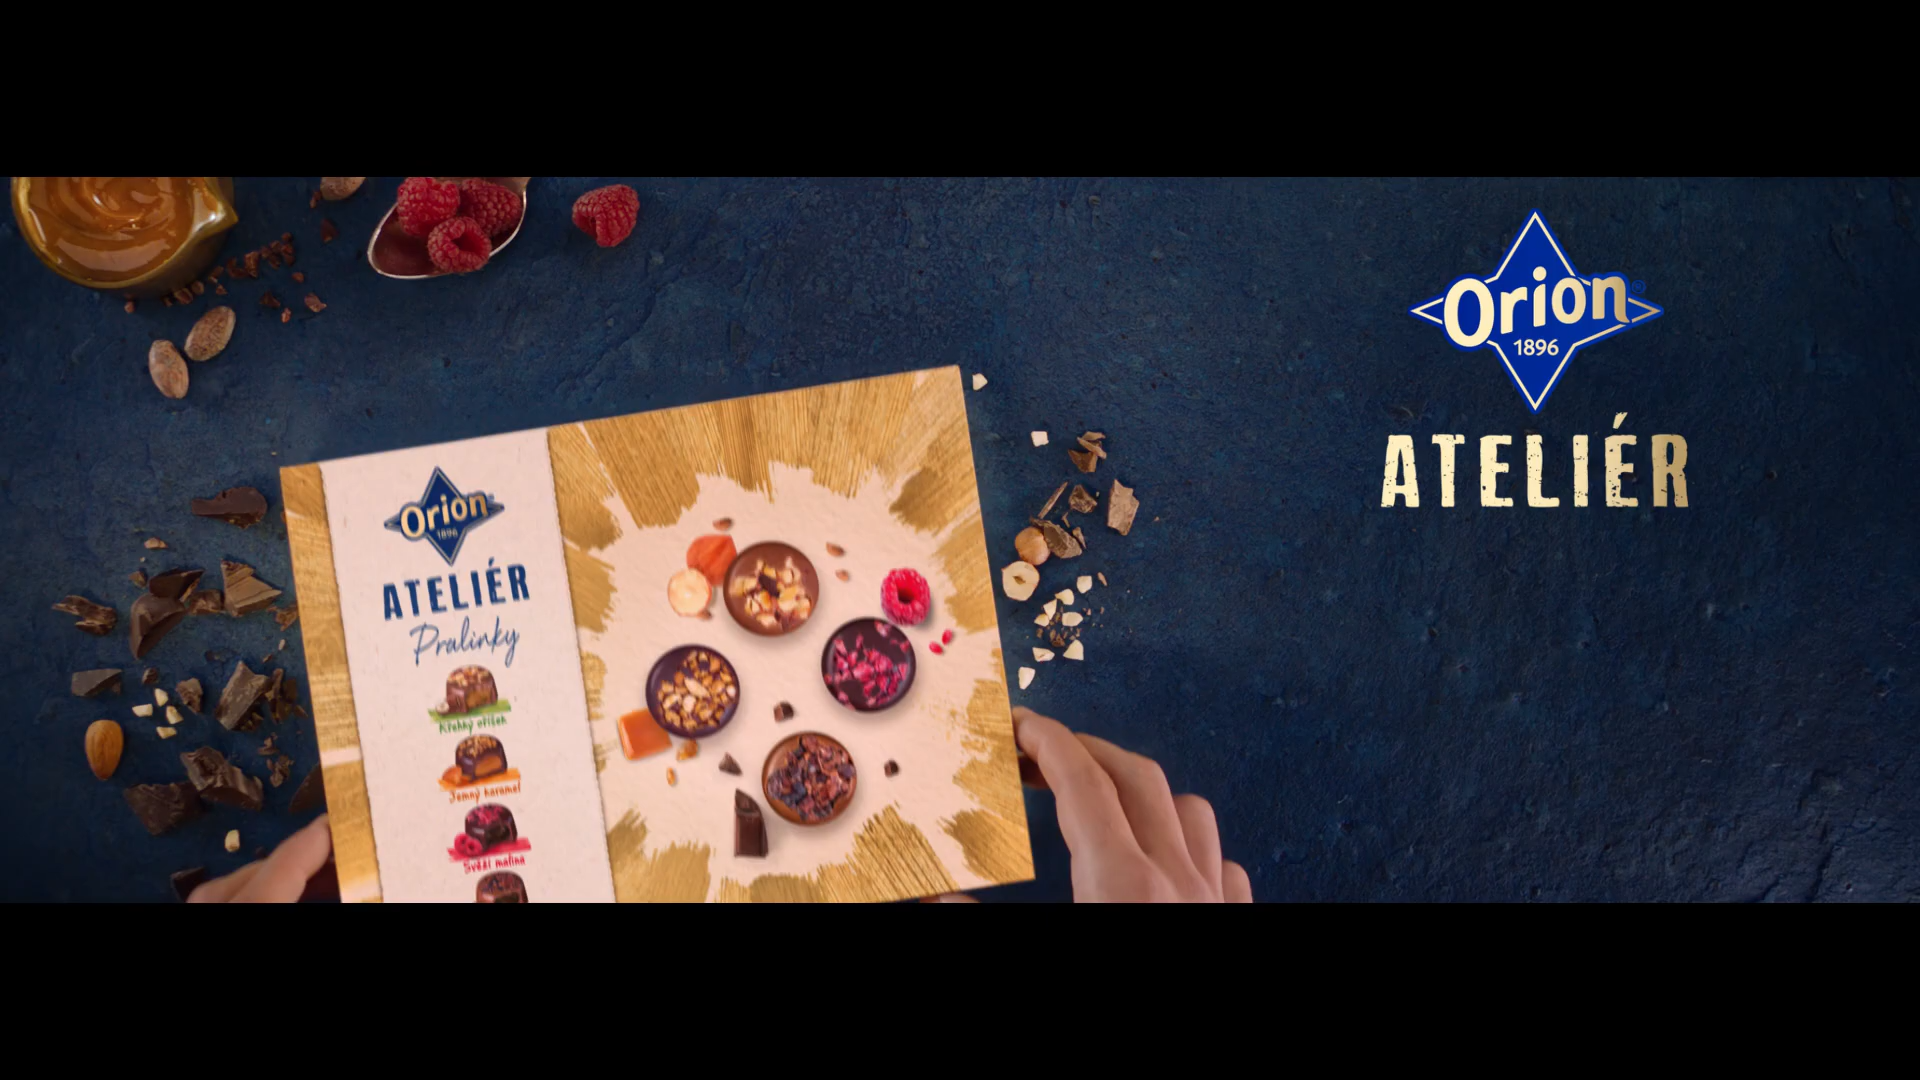 Orion
1896
ATELIÉR
Orion
1896
ATELIÉR
Pralinky
Křehký oříšek
Jemný karamel
Svěží malina